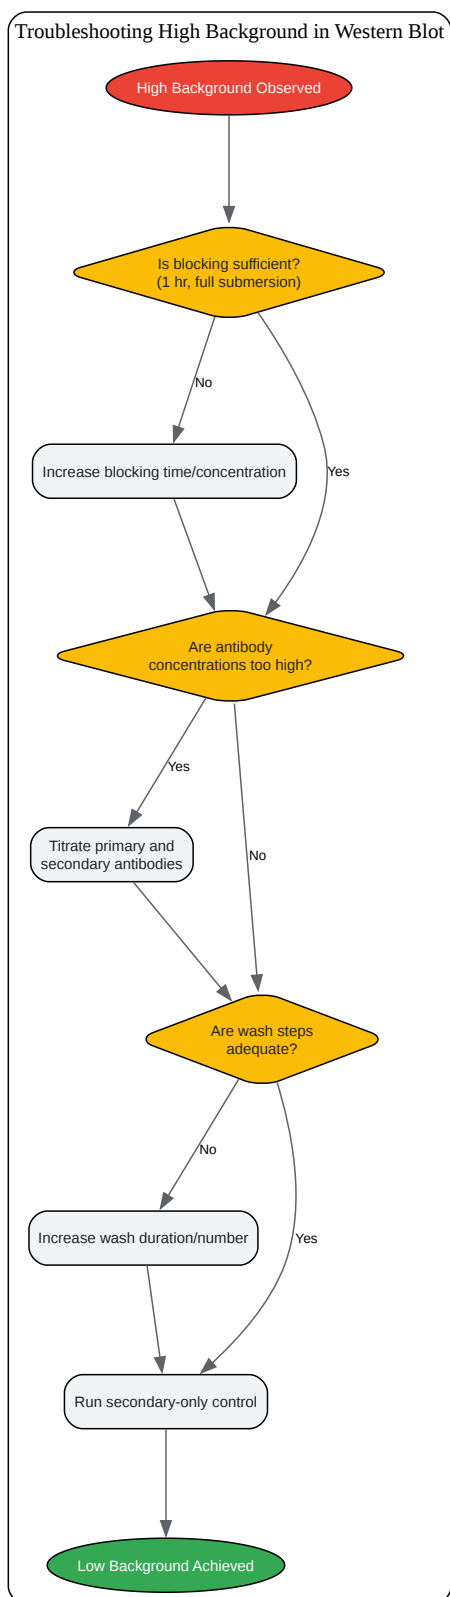 Troubleshooting High Background in Western Blot
High Background Observed
Is blocking sufficient?
(1 hr, full submersion)
No
Increase blocking time/concentration
Yes
Are antibody
concentrations too high?
Yes
Titrate primary and
secondary antibodies
No
Are wash steps
adequate?
No
Increase wash duration/number
Yes
Run secondary-only control
Low Background Achieved